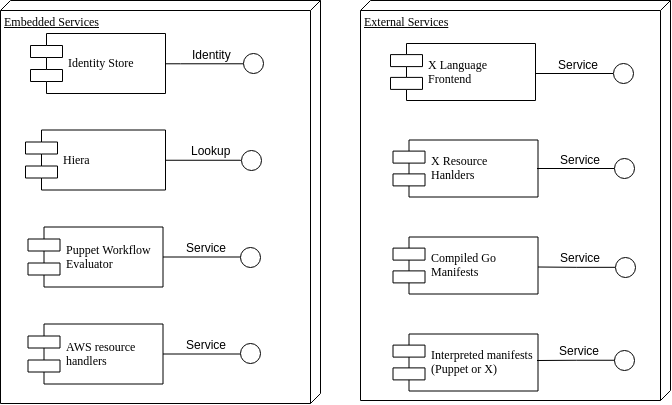 Embedded Services
Identity Store
Identity
Hiera
Lookup
Puppet Workflow
Evaluator
Service
AWS resource
handlers
Service
External Services
X Language
Frontend
Service
X Resource
Hanlders
Service
Compiled Go
Manifests
Service
Interpreted manifests
(Puppet or X)
Service